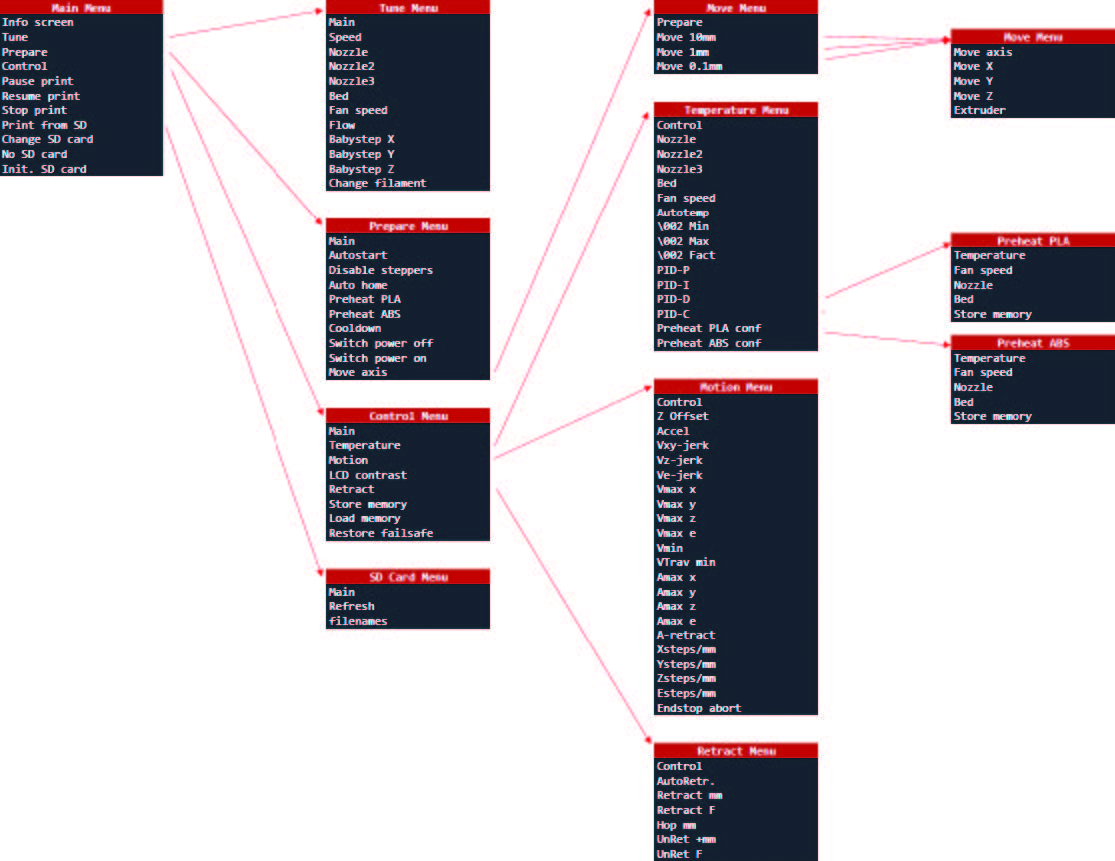 Main Menu
Info screen
Tune
Prepare
Control
Pause print
Resume print
Stop print
Print from SD
Change SD card
No SD card
Init. SD card
Tune Menu
Main
Speed
Nozzle
Nozzle2
Nozzle3
Bed
Fan speed
Flow
Babystep X
Babystep Y
Babystep Z
Change filament
Prepare Menu
Main
Autostart
Disable steppers
Auto home
Preheat PLA
Preheat ABS
Cooldown
Switch power off
Switch power on
Move axis
Control Menu
Main
Temperature
Motion
LCD contrast
Retract
Store memory
Load memory
Restore failsafe
SD Card Menu
Main
Refresh
filenames
Move Menu
Prepare
Move 10mm
Move 1mm
Move 0.1mm
Temperature Menu
Control
Nozzle
Nozzle2
Nozzle3
Bed
Fan speed
Autotemp
\002 Min
\002 Max
\002 Fact
PID-P
PID-I
PID-D
PID-C
Preheat PLA conf
Preheat ABS conf
Motion Menu
Control
Z Offset
Accel
Vxy-jerk
Vz-jerk
Ve-jerk
Vmax x
Vmax y
Vmax z
Vmax e
Vmin
VTrav min
Amax x
Amax y
Amax z
Amax e
A-retract
Xsteps/mm
Ysteps/mm
Zsteps/mm
Esteps/mm
Endstop abort
Retract Menu
Control
AutoRetr.
Retract mm
Retract F
Hop mm
UnRet +mm
UnRet F
Move Menu
Move axis
Move X
Move Y
Move Z
Extruder
Preheat PLA
Temperature
Fan speed
Nozzle
Bed
Store memory
Preheat ABS
Temperature
Fan speed
Nozzle
Bed
Store memory